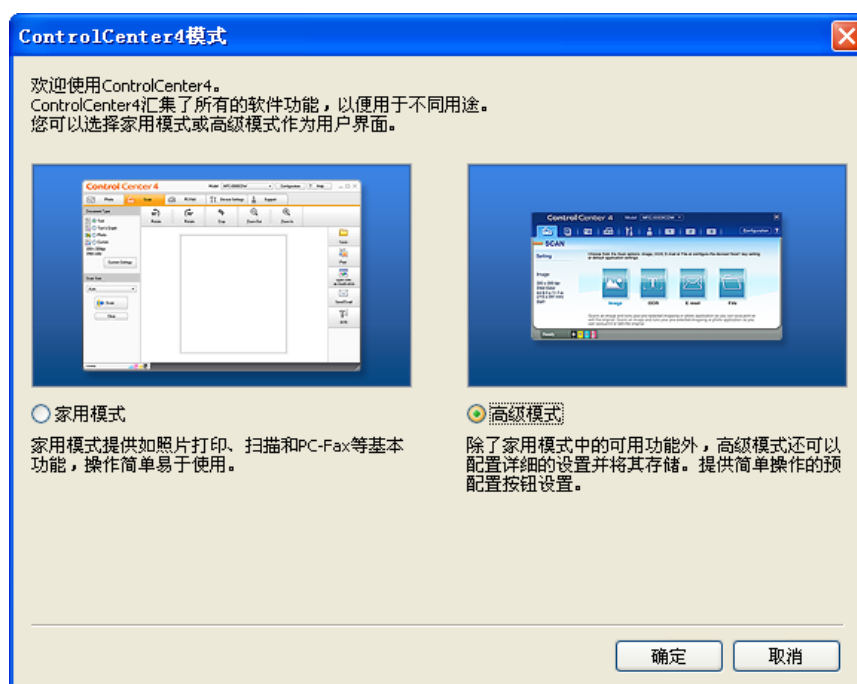 ControlCenter4模式
欢迎使用ControlCenter4。
ControlCenter4汇集了所有的软件功能，以便用于不同用途。
您可以选择家用模式或高级模式作为用户界面。
Control Center 4
Control Center 4
SCAN
家用模式
高级模式
家用模式提供如照片打印、扫描和PC-Fax等基本
功能，操作简单易于使用。
除了家用模式中的可用功能外，高级模式还可以
配置详细的设置并将其存储。提供简单操作的预
配置按钮设置。
确定
取消